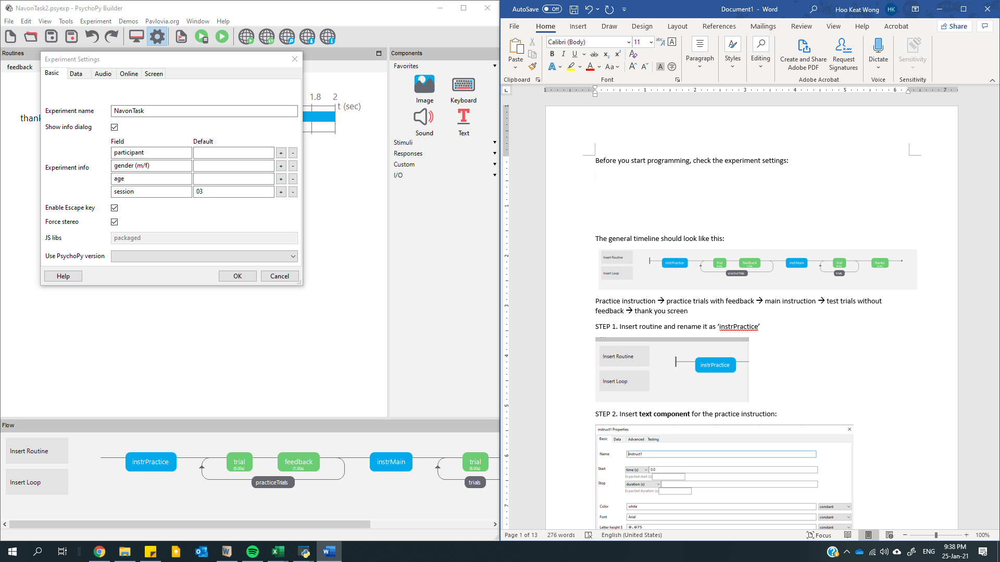 NavonTask2.psyexp - PsychoPy Builder
File Edit View Tools Experiment Demos Pavlovia.org Window Help
Routines
feedback
Experiment Settings
Basic Data Audio Online Screen
Experiment name NavonTask
Show info dialog
Field Default
Experiment info
participant
gender (m/f)
age
session 03
Enable Escape key
Force stereo
JS libs packaged
Use PsychoPy version
Help OK Cancel
thank
1.8 2
t (sec)
Components
Favorites
Image Keyboard
Sound Text
Stimuli
Responses
Custom
I/O
Flow
Insert Routine
Insert Loop
instrPractice trial (9.00s) feedback (1.00s) instrMain trial (9.00s)
practiceTrials trials
AutoSave Off Document1 - Word Hoo Keat Wong HK
File Home Insert Draw Design Layout References Mailings Review View Help Acrobat Share
Paste
Calibri (Body) 11
Paragraph Styles Editing
Create and Share Adobe PDF
Request Signatures
Dictate Sensitivity
Clipboard Font Adobe Acrobat Voice Sensitivity
1 1 2 3 4 5 6 7
Before you start programming, check the experiment settings:
The general timeline should look like this:
Insert Routine
Insert Loop
instrPractice trial feedback instrMain trial thanks
practiceTrials trials
Practice instruction → practice trials with feedback → main instruction → test trials without
feedback → thank you screen
STEP 1. Insert routine and rename it as ‘instrPractice’
Insert Routine
Insert Loop
instrPractice
STEP 2. Insert text component for the practice instruction:
instruct1 Properties
Basic Data Advanced Testing
Name instruct1
Start time (s) 0.0
Expected start (s)
Stop duration (s)
Expected duration (s)
Color white constant
Font Arial constant
Letter height $ 0.075 constant
Page 1 of 13 276 words English (United States) Focus 100%
ENG
9:38 PM
25-Jan-21